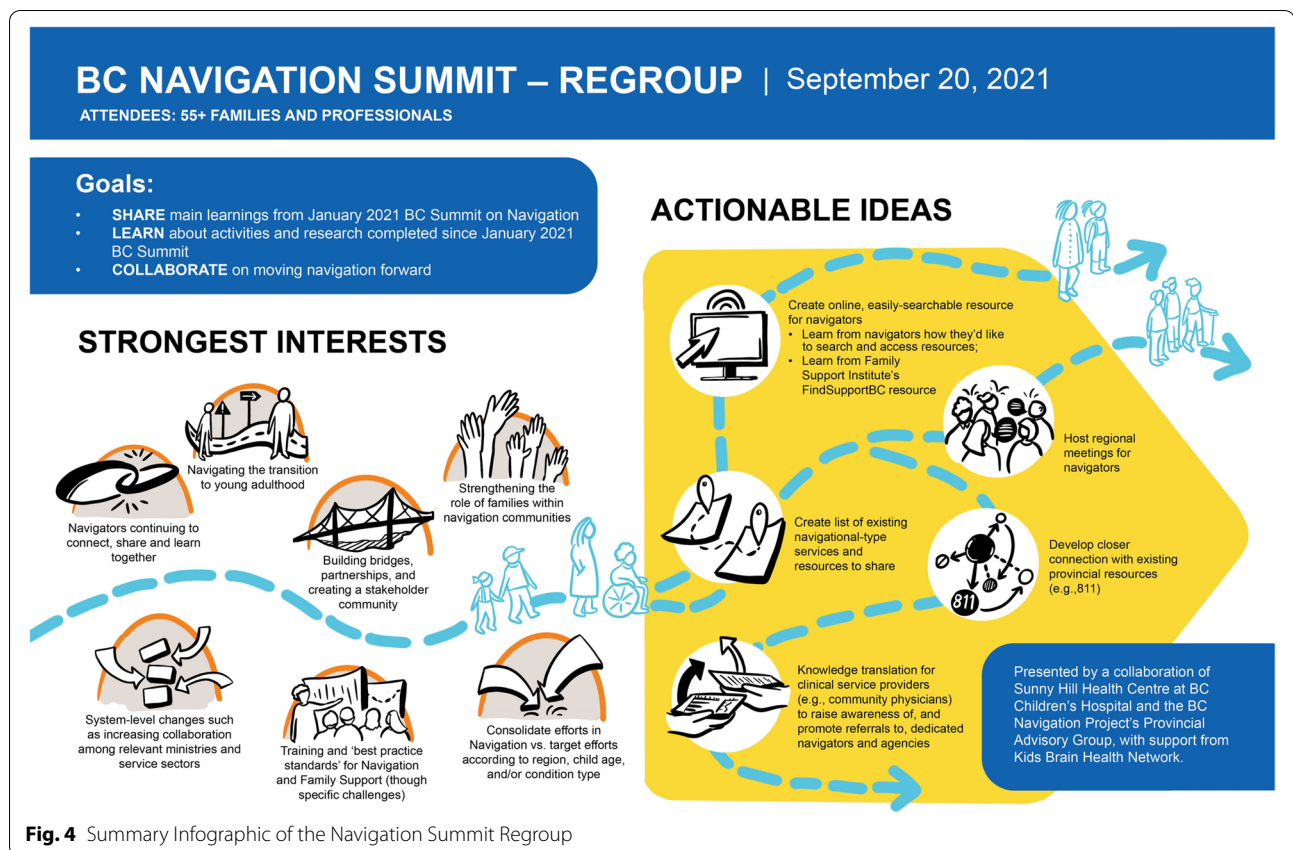 BC NAVIGATION SUMMIT – REGROUP | September 20, 2021
ATTENDEES: 55+ FAMILIES AND PROFESSIONALS
Goals:
• SHARE main learnings from January 2021 BC Summit on Navigation
• LEARN about activities and research completed since January 2021
BC Summit
• COLLABORATE on moving navigation forward
STRONGEST INTERESTS
Navigating the transition
to young adulthood
Strengthening the
role of families within
navigation communities
Navigators continuing to
connect, share and learn
together
Building bridges,
partnerships, and
creating a stakeholder
community
System-level changes such
as increasing collaboration
among relevant ministries and
service sectors
Training and ‘best practice
standards’ for Navigation
and Family Support (though
specific challenges)
Consolidate efforts in
Navigation vs. target efforts
according to region, child age,
and/or condition type
ACTIONABLE IDEAS
Create online, easily-searchable resource
for navigators
• Learn from navigators how they’d like
to search and access resources;
• Learn from Family
Support Institute’s
FindSupportBC resource
Host regional
meetings for
navigators
Create list of existing
navigational-type
services and
resources to share
811
Develop closer
connection with existing
provincial resources
(e.g.,811)
Knowledge translation for
clinical service providers
(e.g., community physicians)
to raise awareness of, and
promote referrals to, dedicated
navigators and agencies
Presented by a collaboration of
Sunny Hill Health Centre at BC
Children’s Hospital and the BC
Navigation Project’s Provincial
Advisory Group, with support from
Kids Brain Health Network.
Fig. 4 Summary Infographic of the Navigation Summit Regroup